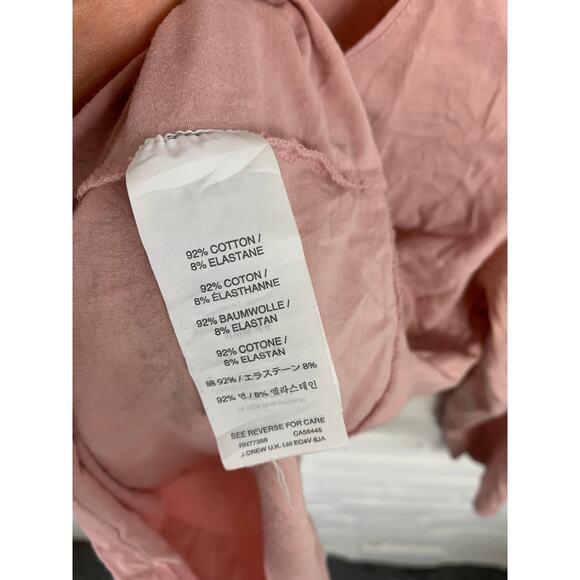 92% COTTON /
8% ELASTANE
92% COTON /
8% ÉLASTHANNE
92% BAUMWOLLE /
8% ELASTAN
92% COTONE /
8% ELASTAN
綿 92% / エラステーン 8%
92% 면 / 8% 엘라스테인
SEE REVERSE FOR CARE
RN77388 CA56445
J.CREW U.K. Ltd EC4V 6JA